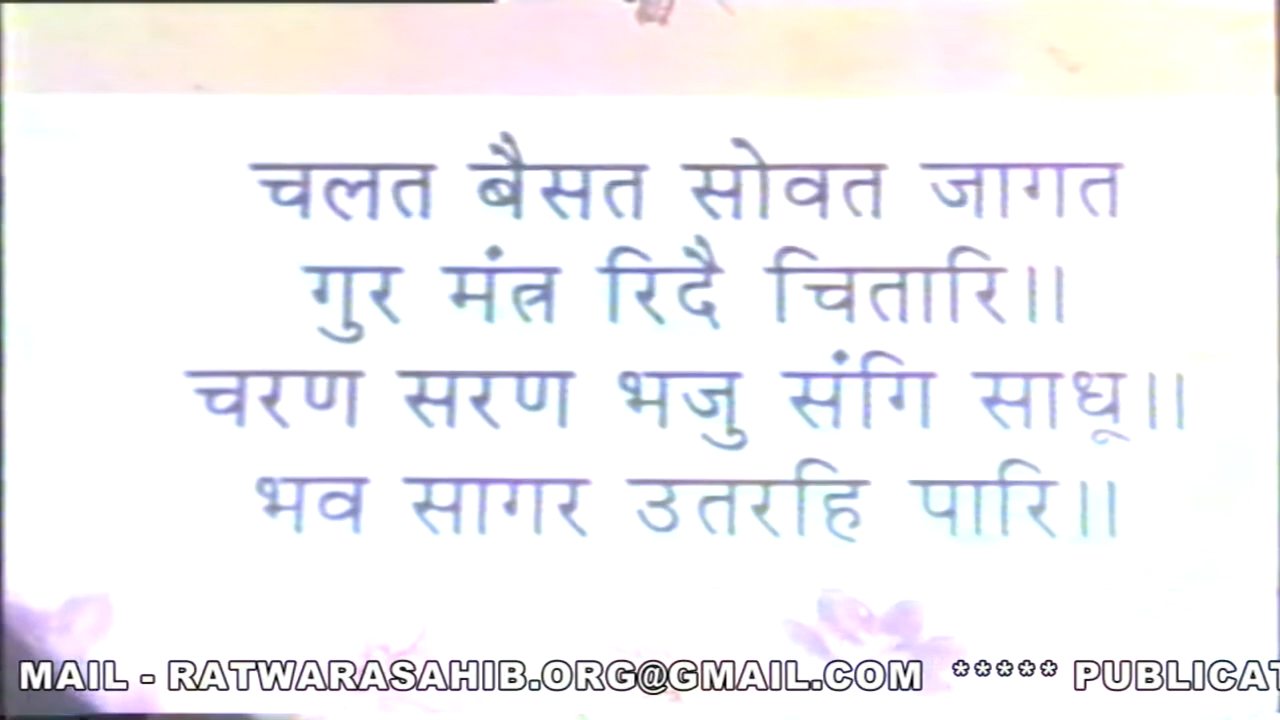 चलत बैसत सोवत जागत
गुर मंत्र रिदै चितारि॥
चरण सरण भजु संगि साधू॥
भव सागर उतरहि पारि॥
MAIL - RATWARASAHIB.ORG@GMAIL.COM ***** PUBLICAT